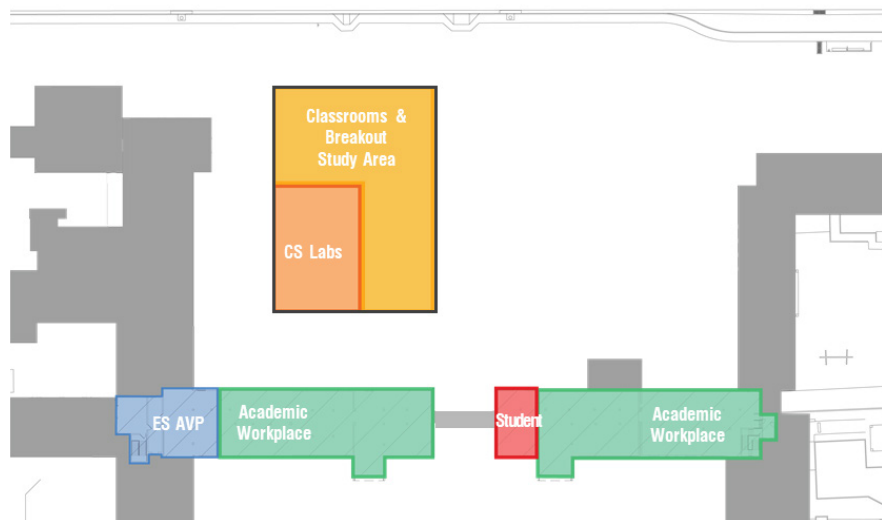 Classrooms &
Breakout
Study Area
CS Labs
ES AVP
Academic
Workplace
Student
Academic
Workplace